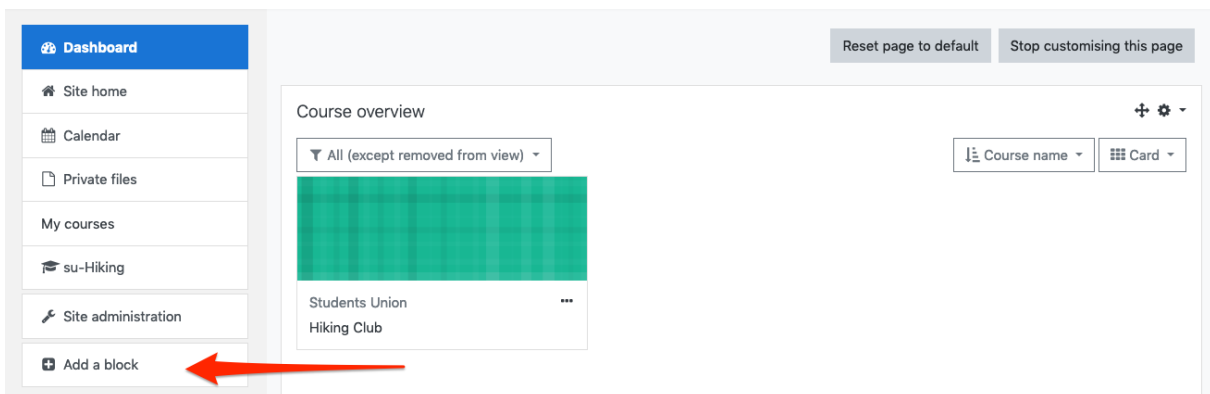 Dashboard
Site home
Calendar
Private files
My courses
su-Hiking
Site administration
Add a block
Reset page to default
Stop customising this page
Course overview
All (except removed from view)
Course name
Card
Students Union
Hiking Club